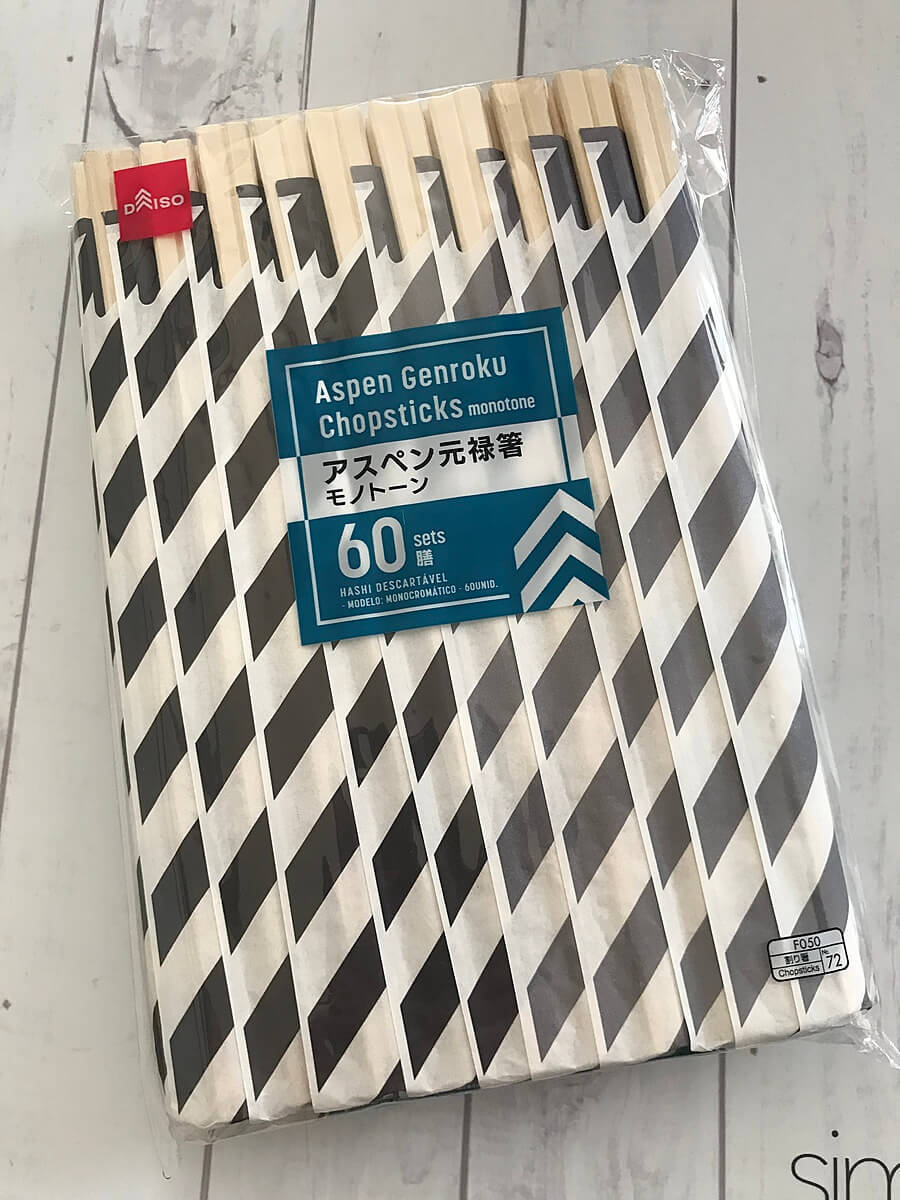 DAISO
Aspen Genroku
Chopsticks monotone
アスペン元禄箸
モノトーン
60 sets
膳
HASHI DESCARTÁVEL
- MODELO: MONOCROMÁTICO - 60UNID.
F050
割り箸
Chopsticks
No. 72
sim